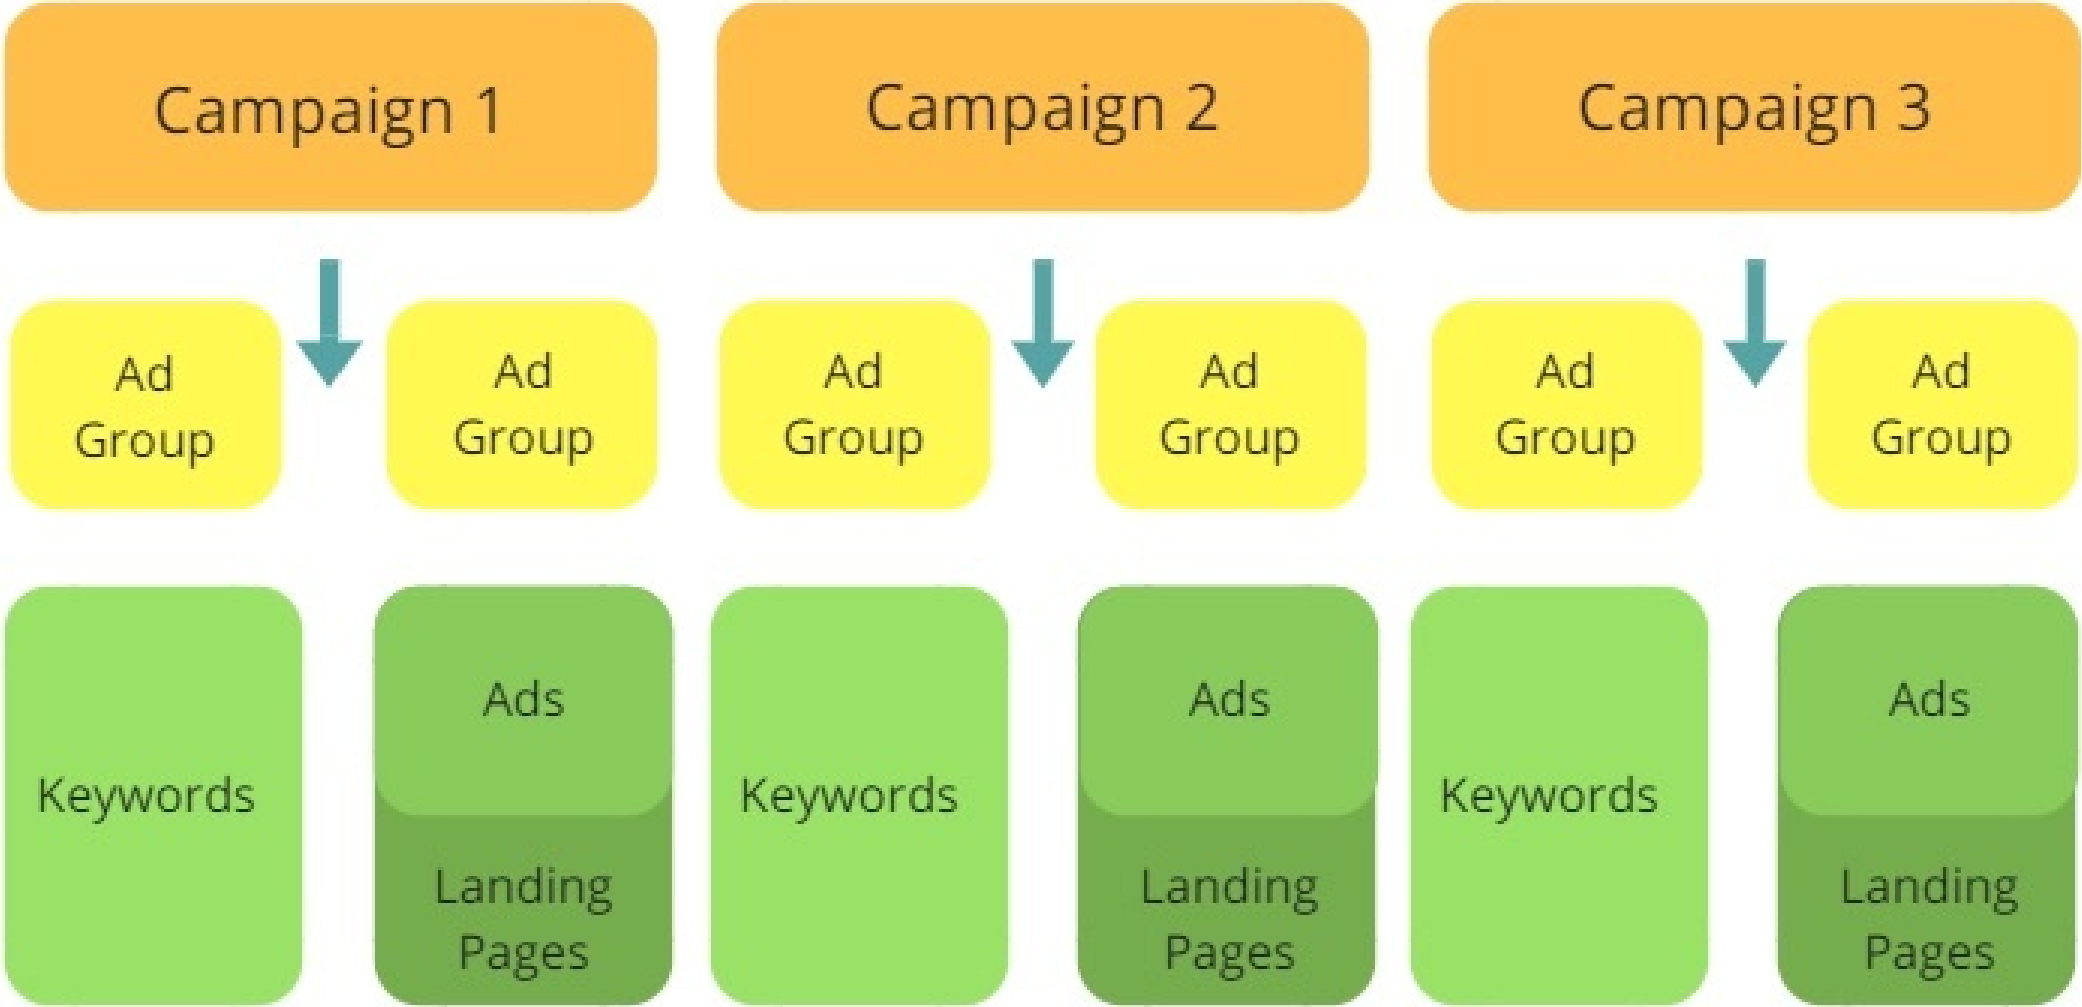 Campaign 1
Campaign 2
Campaign 3
Ad
Group
Ad
Group
Ad
Group
Ad
Group
Ad
Group
Ad
Group
Keywords
Ads
Landing
Pages
Keywords
Ads
Landing
Pages
Keywords
Ads
Landing
Pages